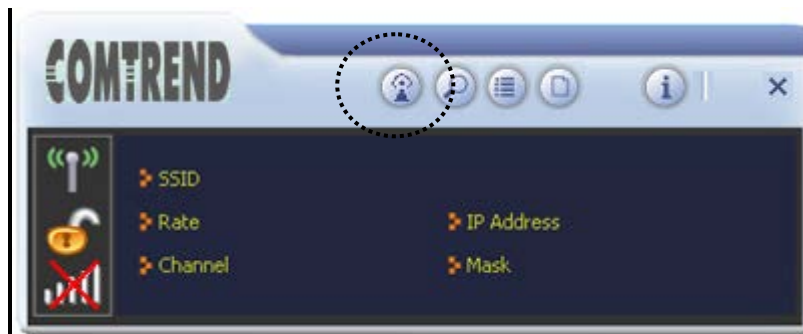 COMTREND
SSID
Rate
IP Address
Channel
Mask